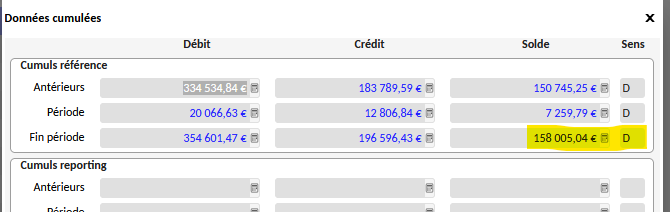 Données cumulées x
Débit Crédit Solde Sens
Cumuls référence
Antérieurs 334 534,84 € 183 789,59 € 150 745,25 € D
Période 20 066,63 € 12 806,84 € 7 259,79 € D
Fin période 354 601,47 € 196 596,43 € 158 005,04 € D
Cumuls reporting
Antérieurs
Période